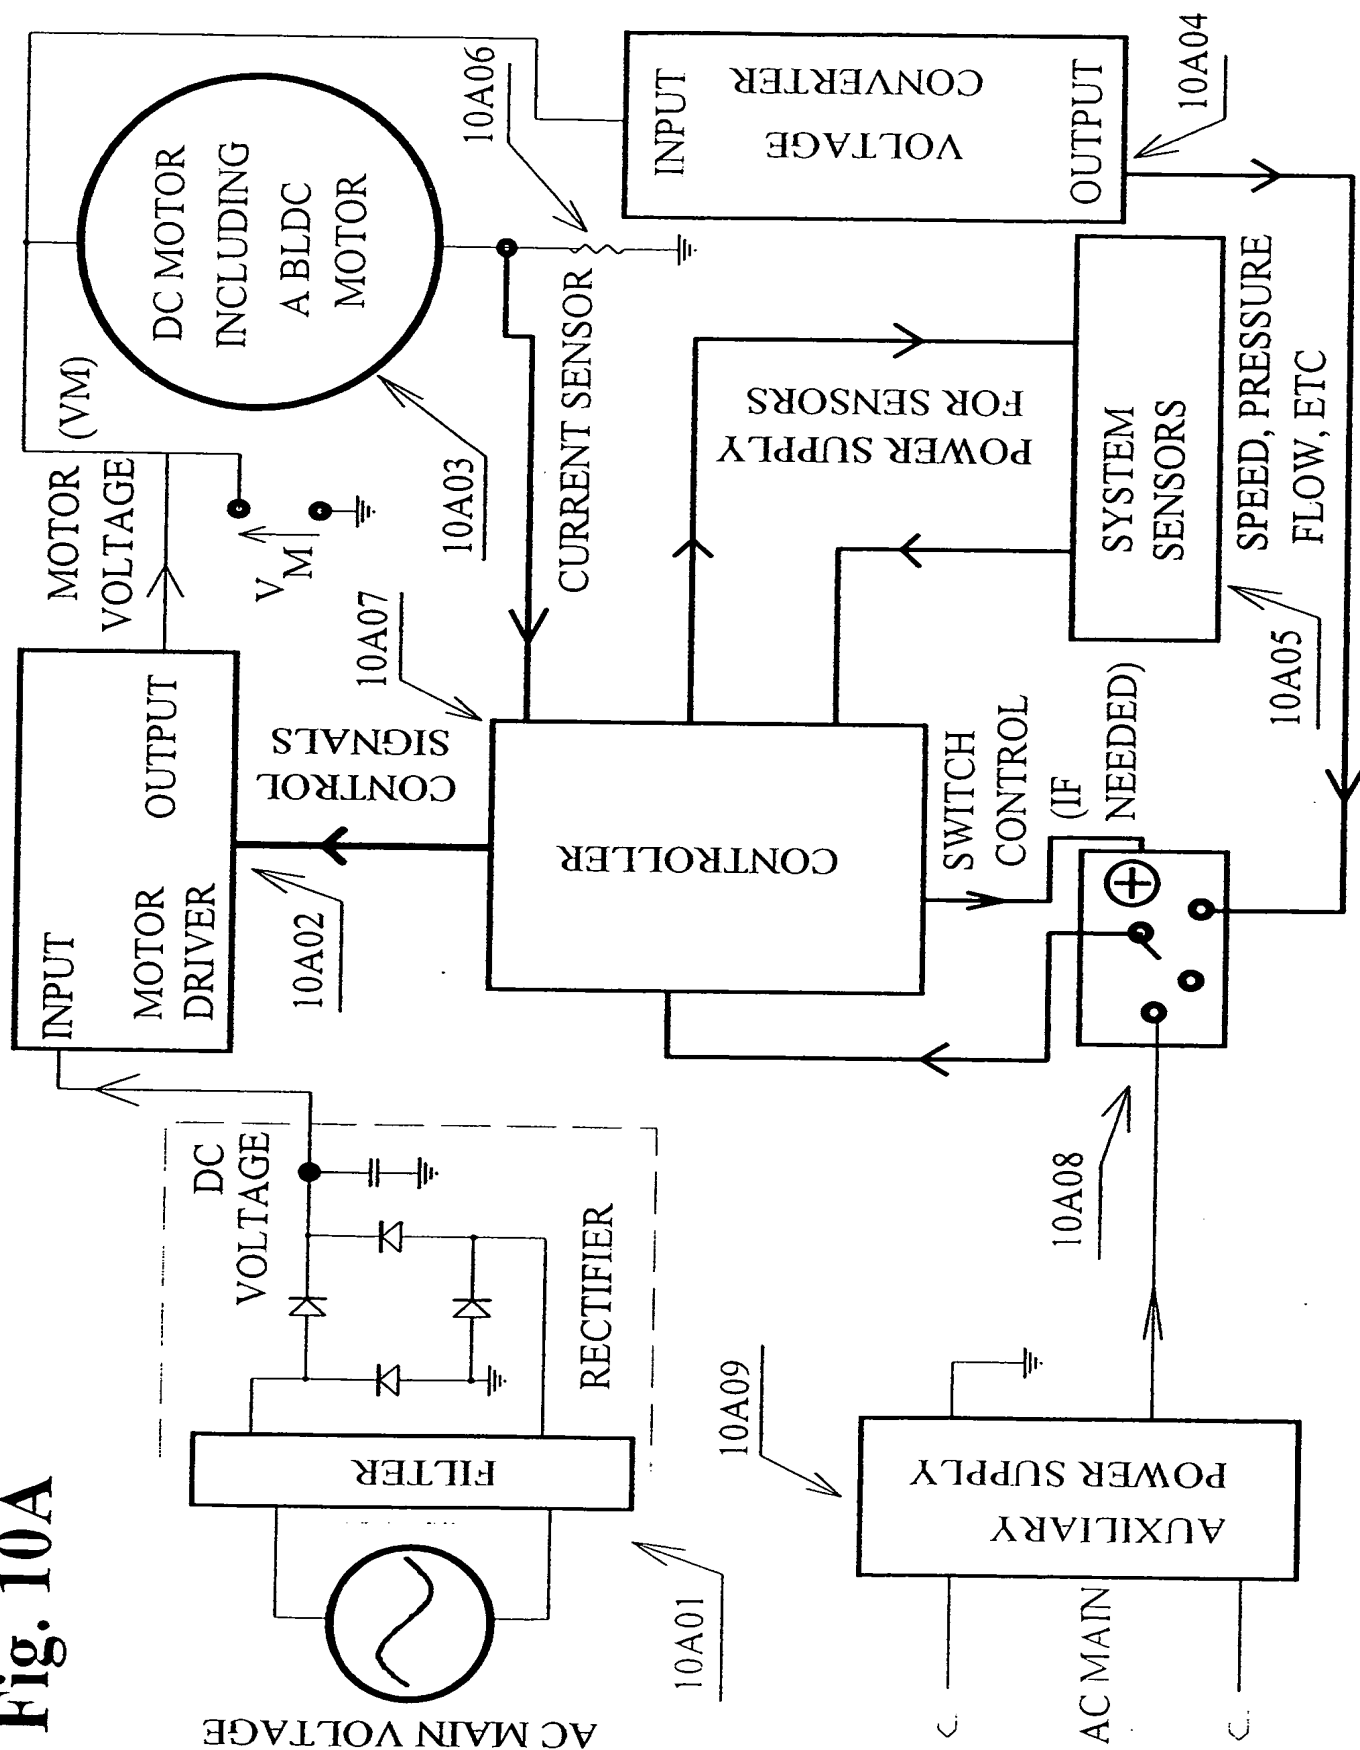 Fig. 10A
AC MAIN VOLTAGE
10A01
FILTER
RECTIFIER
DC
VOLTAGE
INPUT
MOTOR
DRIVER
OUTPUT
10A02
MOTOR
VOLTAGE
(VM)
VM
DC MOTOR
INCLUDING
A BLDC
MOTOR
10A03
10A06
CURRENT SENSOR
CONTROL
SIGNALS
10A07
CONTROLLER
POWER SUPPLY
FOR SENSORS
INPUT
VOLTAGE
CONVERTER
OUTPUT
10A04
SYSTEM
SENSORS
SPEED, PRESSURE
FLOW, ETC
10A05
SWITCH
CONTROL
(IF
NEEDED)
10A08
10A09
AUXILIARY
POWER SUPPLY
AC MAIN